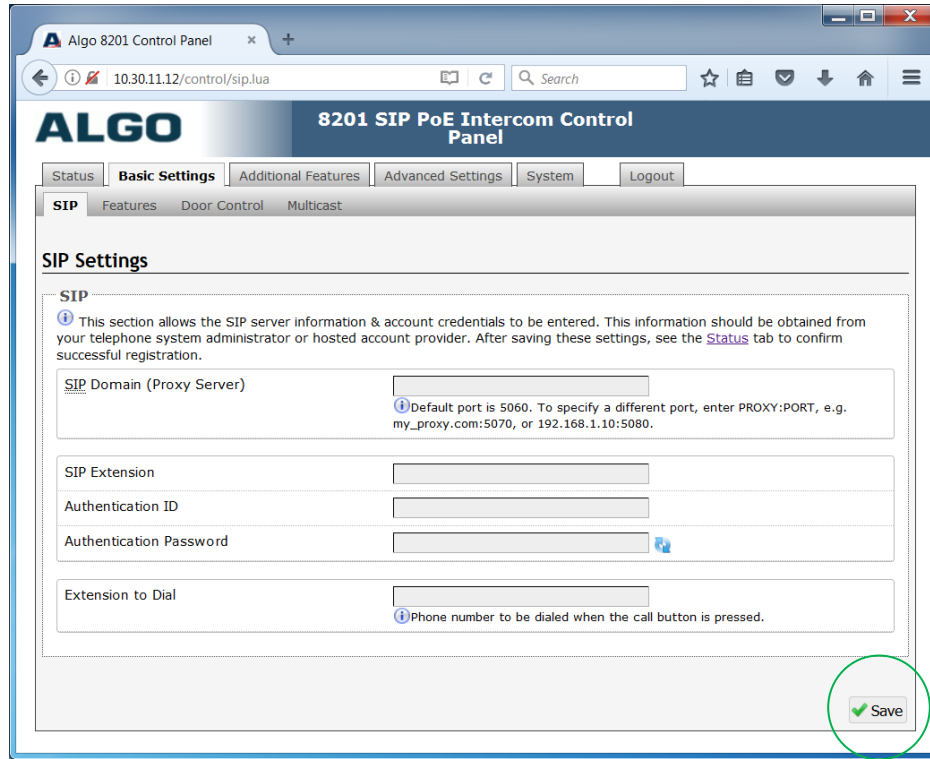 Algo 8201 Control Panel
10.30.11.12/control/sip.lua
Search
ALGO
8201 SIP PoE Intercom Control
Panel
Status Basic Settings Additional Features Advanced Settings System Logout
SIP Features Door Control Multicast
SIP Settings
SIP
This section allows the SIP server information & account credentials to be entered. This information should be obtained from
your telephone system administrator or hosted account provider. After saving these settings, see the Status tab to confirm
successful registration.
SIP Domain (Proxy Server)
Default port is 5060. To specify a different port, enter PROXY:PORT, e.g.
my_proxy.com:5070, or 192.168.1.10:5080.
SIP Extension
Authentication ID
Authentication Password
Extension to Dial
Phone number to be dialed when the call button is pressed.
Save